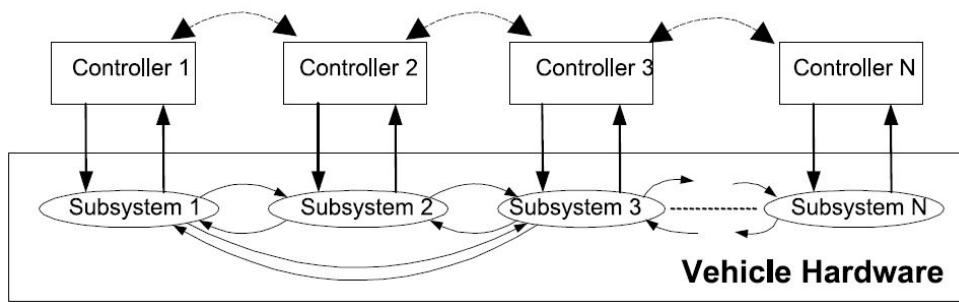 Controller 1
Controller 2
Controller 3
Controller N
Subsystem 1
Subsystem 2
Subsystem 3
Subsystem N
Vehicle Hardware